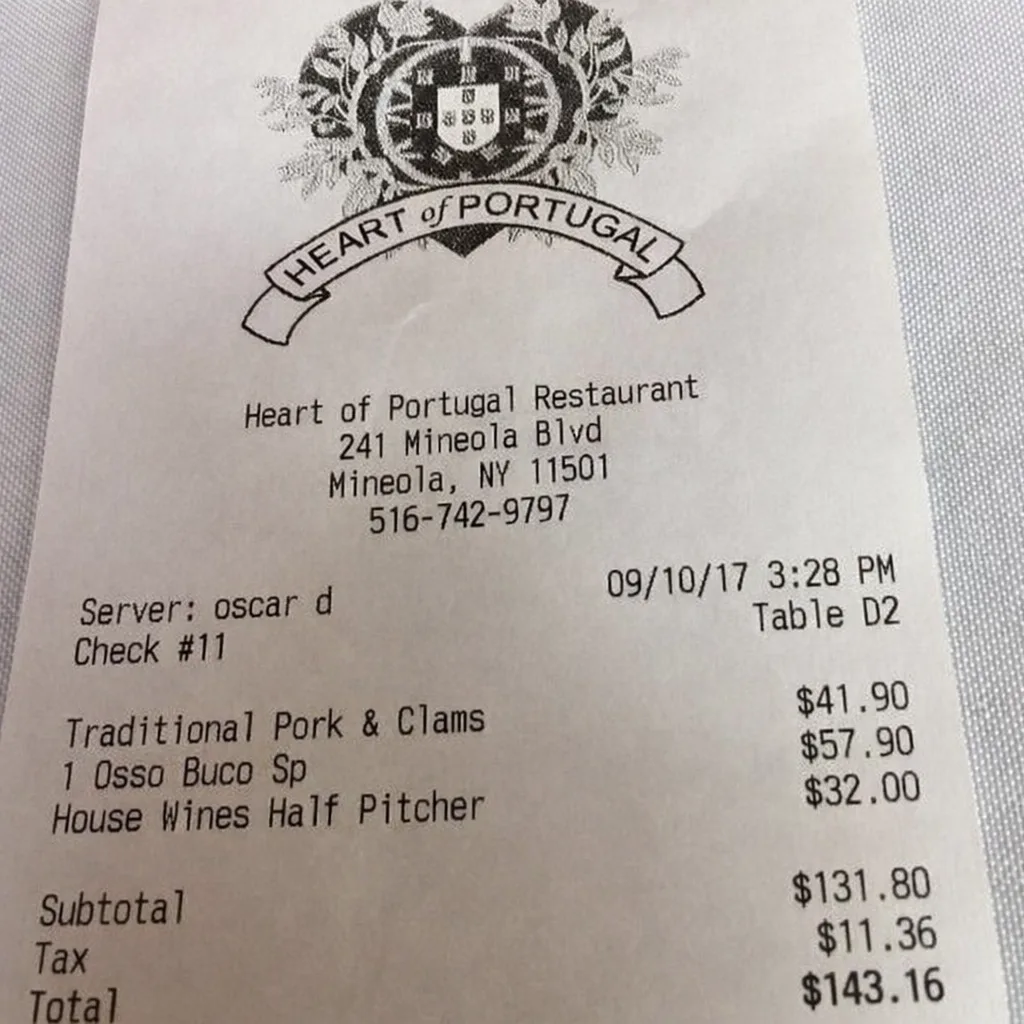 HEART of PORTUGAL
Heart of Portugal Restaurant
241 Mineola Blvd
Mineola, NY 11501
516-742-9797
Server: oscar d 09/10/17 3:28 PM
Check #11 Table D2
Traditional Pork & Clams $41.90
1 Osso Buco Sp $57.90
House Wines Half Pitcher $32.00
Subtotal $131.80
Tax $11.36
Total $143.16